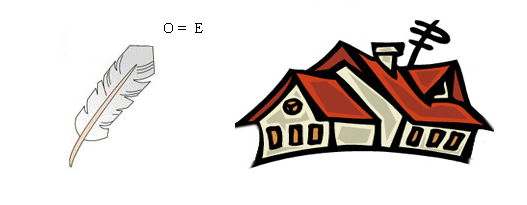 O = E